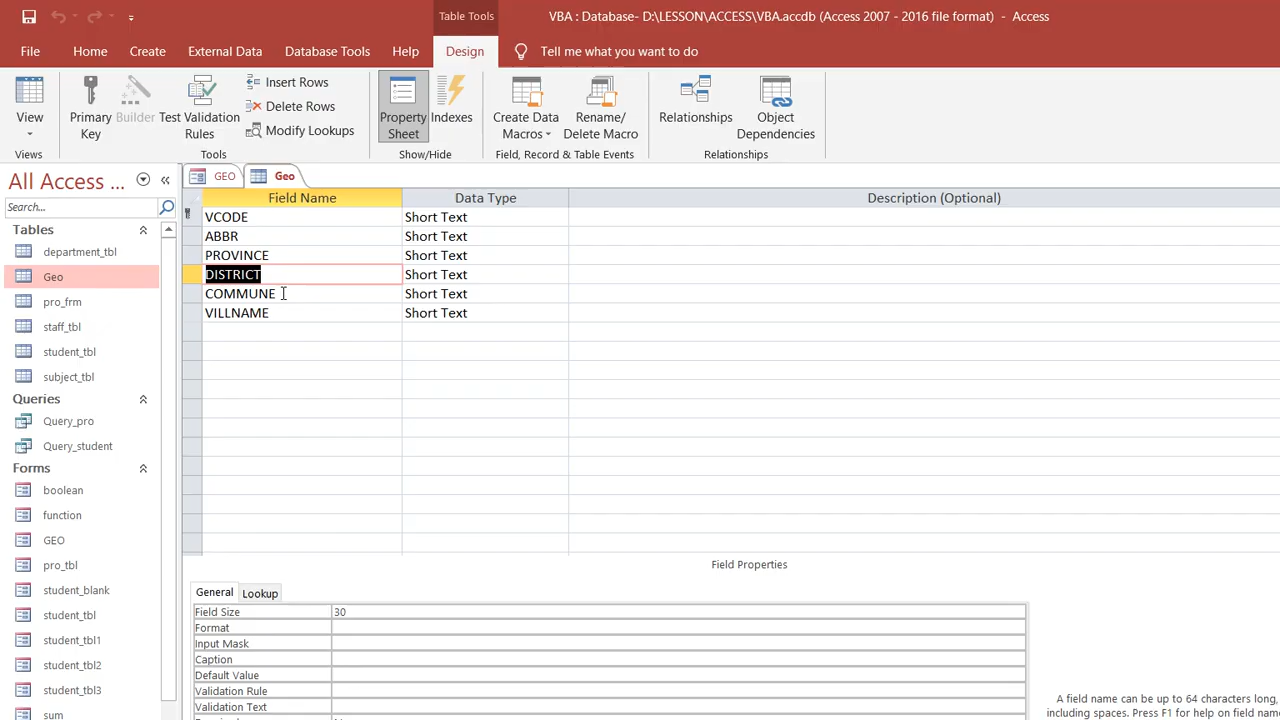 Table Tools
VBA : Database- D:\LESSON\ACCESS\VBA.accdb (Access 2007 - 2016 file format) - Access
File Home Create External Data Database Tools Help Design Tell me what you want to do
View
Primary Key
Builder
Test Validation Rules
Insert Rows
Delete Rows
Modify Lookups
Property Sheet
Indexes
Create Data Macros
Rename/ Delete Macro
Relationships
Object Dependencies
Views
Tools
Show/Hide
Field, Record & Table Events
Relationships
All Access ...
Search...
Tables
department_tbl
Geo
pro_frm
staff_tbl
student_tbl
subject_tbl
Queries
Query_pro
Query_student
Forms
boolean
function
GEO
pro_tbl
student_blank
student_tbl
student_tbl1
student_tbl2
student_tbl3
sum
GEO
Geo
Field Name Data Type Description (Optional)
VCODE Short Text
ABBR Short Text
PROVINCE Short Text
DISTRICT Short Text
COMMUNE Short Text
VILLNAME Short Text
Field Properties
General Lookup
Field Size 30
Format
Input Mask
Caption
Default Value
Validation Rule
Validation Text
A field name can be up to 64 characters long,
including spaces. Press F1 for help on field